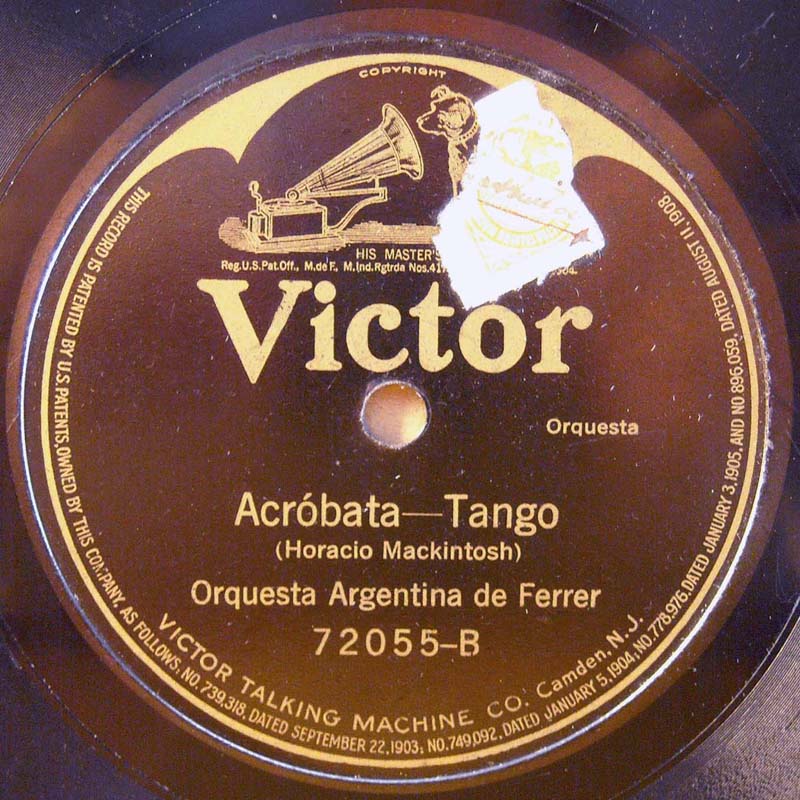 COPYRIGHT
HIS MASTER'S
Reg.U.S.Pat.Off., M.de F., M.Ind.Rgtrda Nos.41
Victor
Orquesta
Acróbata—Tango
(Horacio Mackintosh)
Orquesta Argentina de Ferrer
72055-B
VICTOR TALKING MACHINE CO. Camden, N.J.
THIS RECORD IS PATENTED BY U.S. PATENTS, OWNED BY THIS COMPANY, AS FOLLOWS; NO. 739,318, DATED SEPTEMBER 22, 1903; NO. 749,092, DATED JANUARY 5, 1904; NO. 778,976, DATED JANUARY 3, 1905, AND NO 896,059, DATED AUGUST 11, 1908.